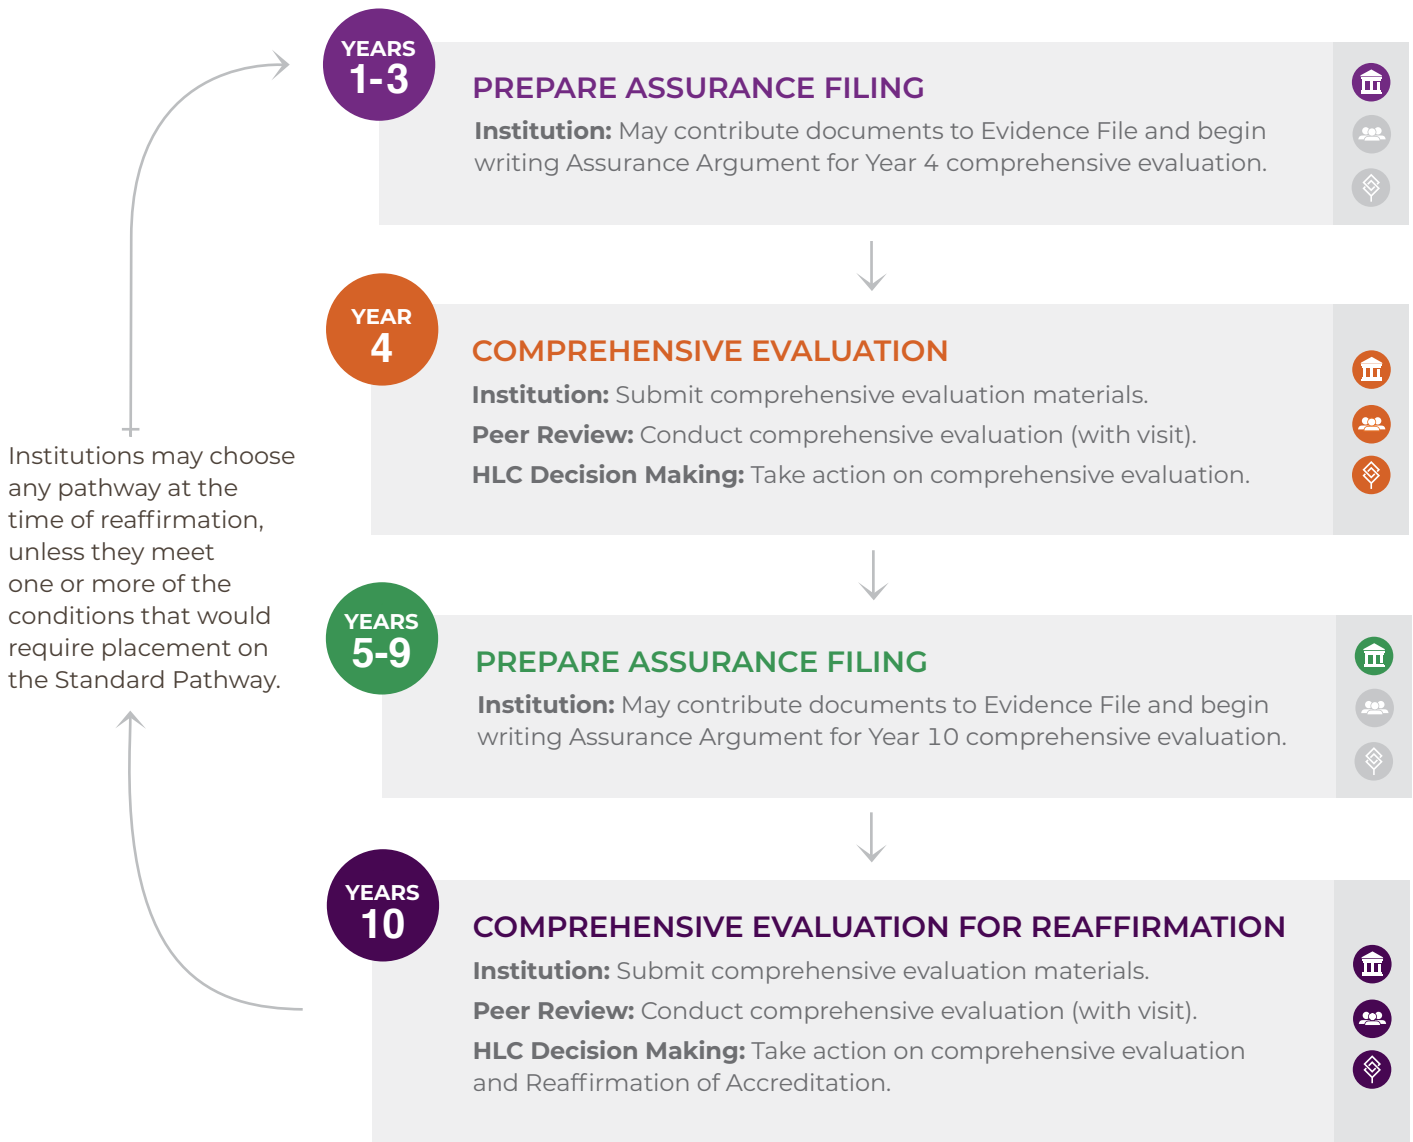 YEARS
1-3
PREPARE ASSURANCE FILING
Institution: May contribute documents to Evidence File and begin
writing Assurance Argument for Year 4 comprehensive evaluation.
YEAR
4
COMPREHENSIVE EVALUATION
Institution: Submit comprehensive evaluation materials.
Peer Review: Conduct comprehensive evaluation (with visit).
HLC Decision Making: Take action on comprehensive evaluation.
Institutions may choose
any pathway at the
time of reaffirmation,
unless they meet
one or more of the
conditions that would
require placement on
the Standard Pathway.
YEARS
5-9
PREPARE ASSURANCE FILING
Institution: May contribute documents to Evidence File and begin
writing Assurance Argument for Year 10 comprehensive evaluation.
YEARS
10
COMPREHENSIVE EVALUATION FOR REAFFIRMATION
Institution: Submit comprehensive evaluation materials.
Peer Review: Conduct comprehensive evaluation (with visit).
HLC Decision Making: Take action on comprehensive evaluation
and Reaffirmation of Accreditation.